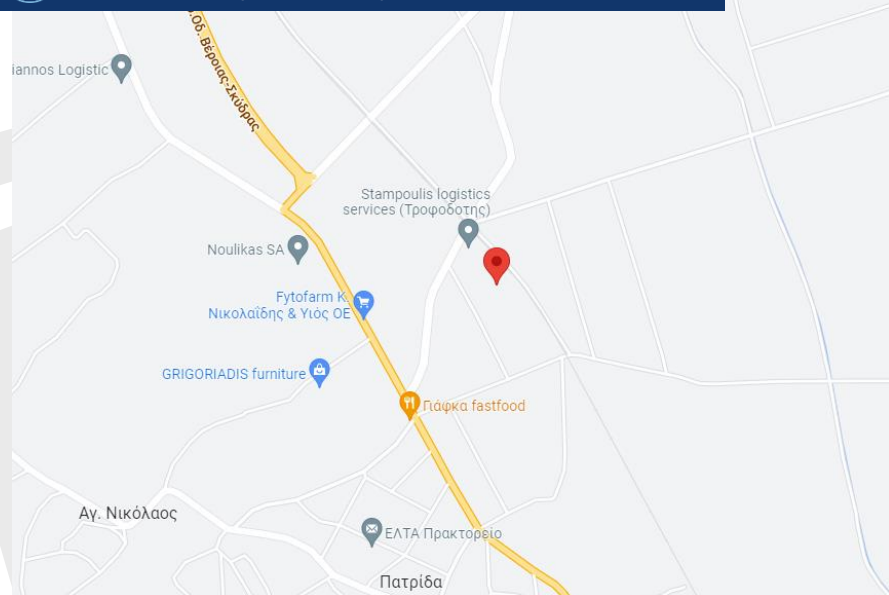 iannos Logistic
Οδ. Βέροιας-Σκύδρας
Stampoulis logistics
services (Τροφοδοτης)
Noulikas SA
Fytofarm K.
Νικολαΐδης & Υιός ΟΕ
GRIGORIADIS furniture
Γιάφκα fastfood
Αγ. Νικόλαος
ΕΛΤΑ Πρακτορείο
Πατρίδα